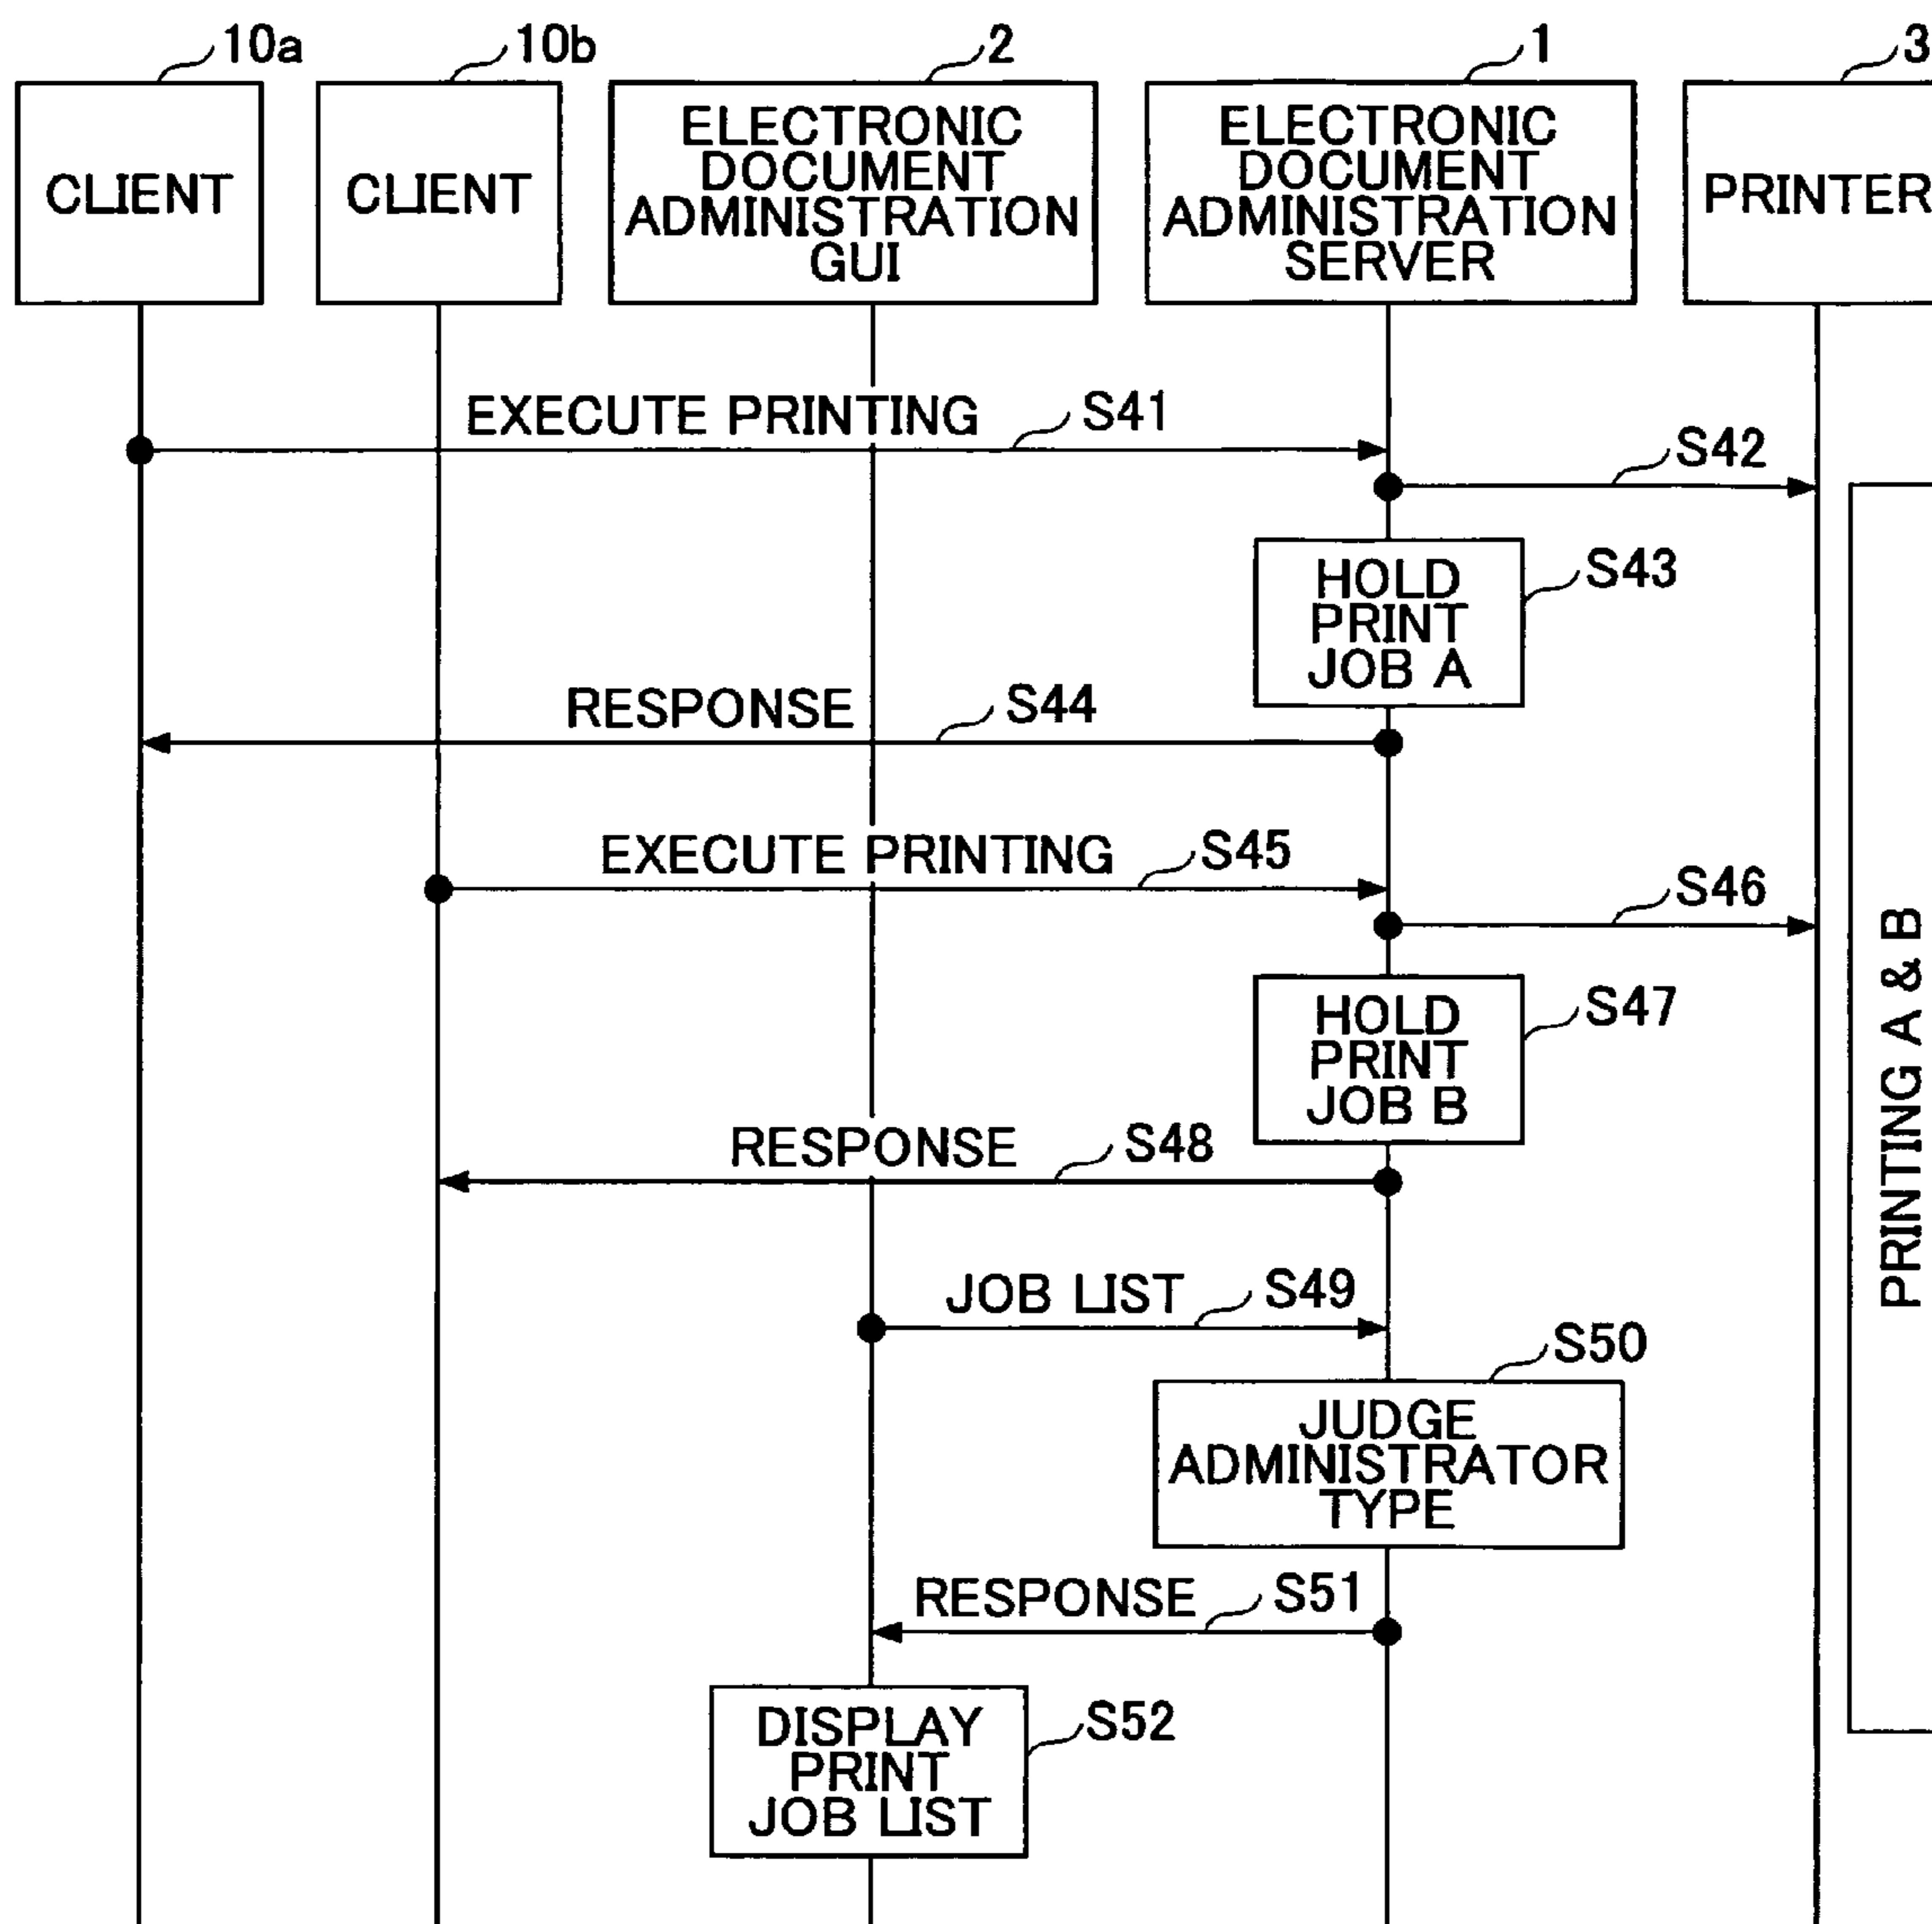 10a
10b
2
1
3
CLIENT
CLIENT
ELECTRONIC
DOCUMENT
ADMINISTRATION
GUI
ELECTRONIC
DOCUMENT
ADMINISTRATION
SERVER
PRINTER
EXECUTE PRINTING
S41
S42
HOLD
PRINT
JOB A
S43
RESPONSE
S44
EXECUTE PRINTING
S45
S46
HOLD
PRINT
JOB B
S47
PRINTING A & B
RESPONSE
S48
JOB LIST
S49
S50
JUDGE
ADMINISTRATOR
TYPE
RESPONSE
S51
DISPLAY
PRINT
JOB LIST
S52